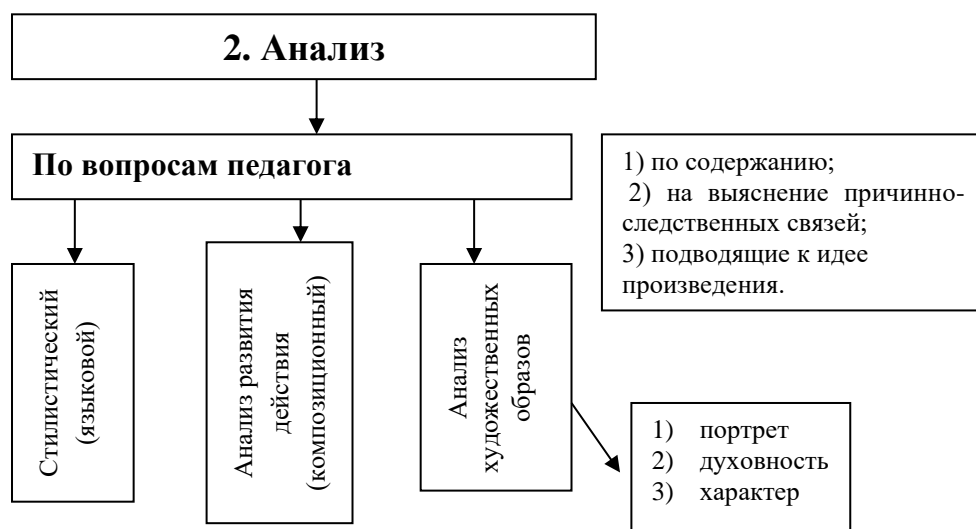 2. Анализ
По вопросам педагога
1) по содержанию;
2) на выяснение причинно-
следственных связей;
3) подводящие к идее
произведения.
Стилистический
(языковой)
Анализ развития
действия
(композиционный)
Анализ
художественных
образов
1) портрет
2) духовность
3) характер